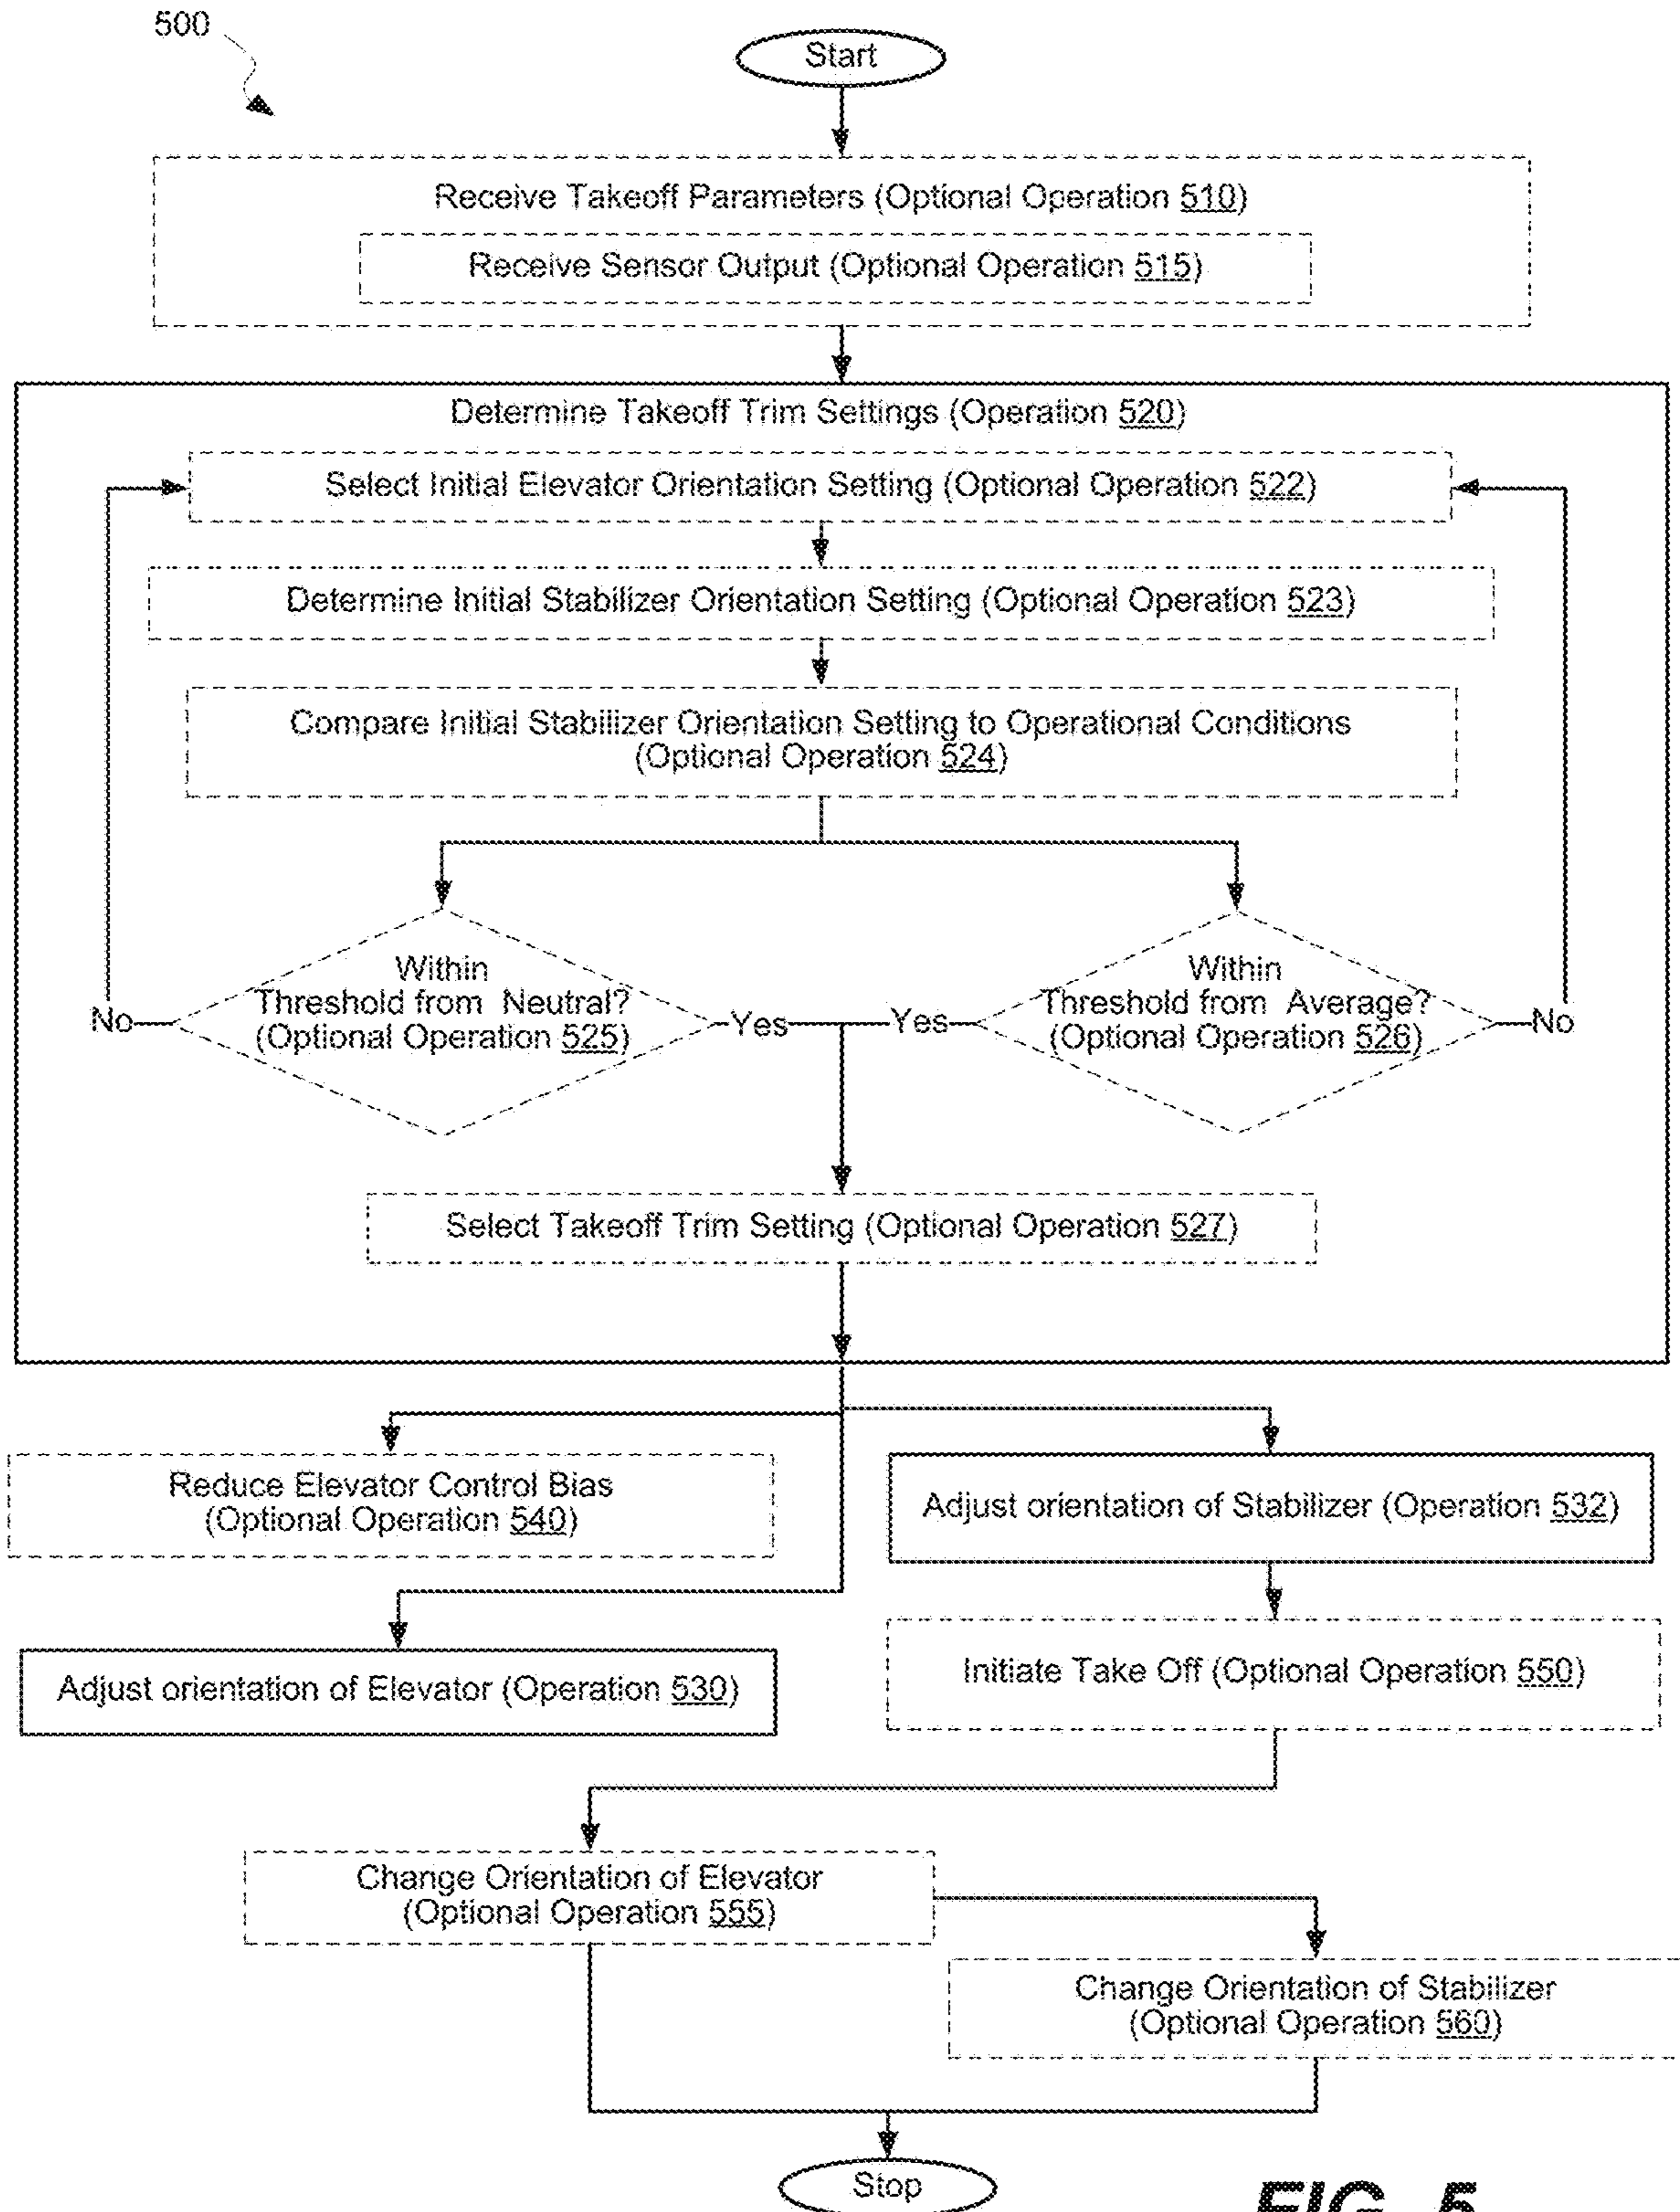 500
Start
Receive Takeoff Parameters (Optional Operation 510)
Receive Sensor Output (Optional Operation 515)
Determine Takeoff Trim Settings (Operation 520)
Select Initial Elevator Orientation Setting (Optional Operation 522)
Determine Initial Stabilizer Orientation Setting (Optional Operation 523)
Compare Initial Stabilizer Orientation Setting to Operational Conditions
(Optional Operation 524)
Within
Threshold from Neutral?
(Optional Operation 525)
No
Yes
Within
Threshold from Average?
(Optional Operation 526)
Yes
No
Select Takeoff Trim Setting (Optional Operation 527)
Reduce Elevator Control Bias
(Optional Operation 540)
Adjust orientation of Stabilizer (Operation 532)
Adjust orientation of Elevator (Operation 530)
Initiate Take Off (Optional Operation 550)
Change Orientation of Elevator
(Optional Operation 555)
Change Orientation of Stabilizer
(Optional Operation 560)
Stop
FIG. 5